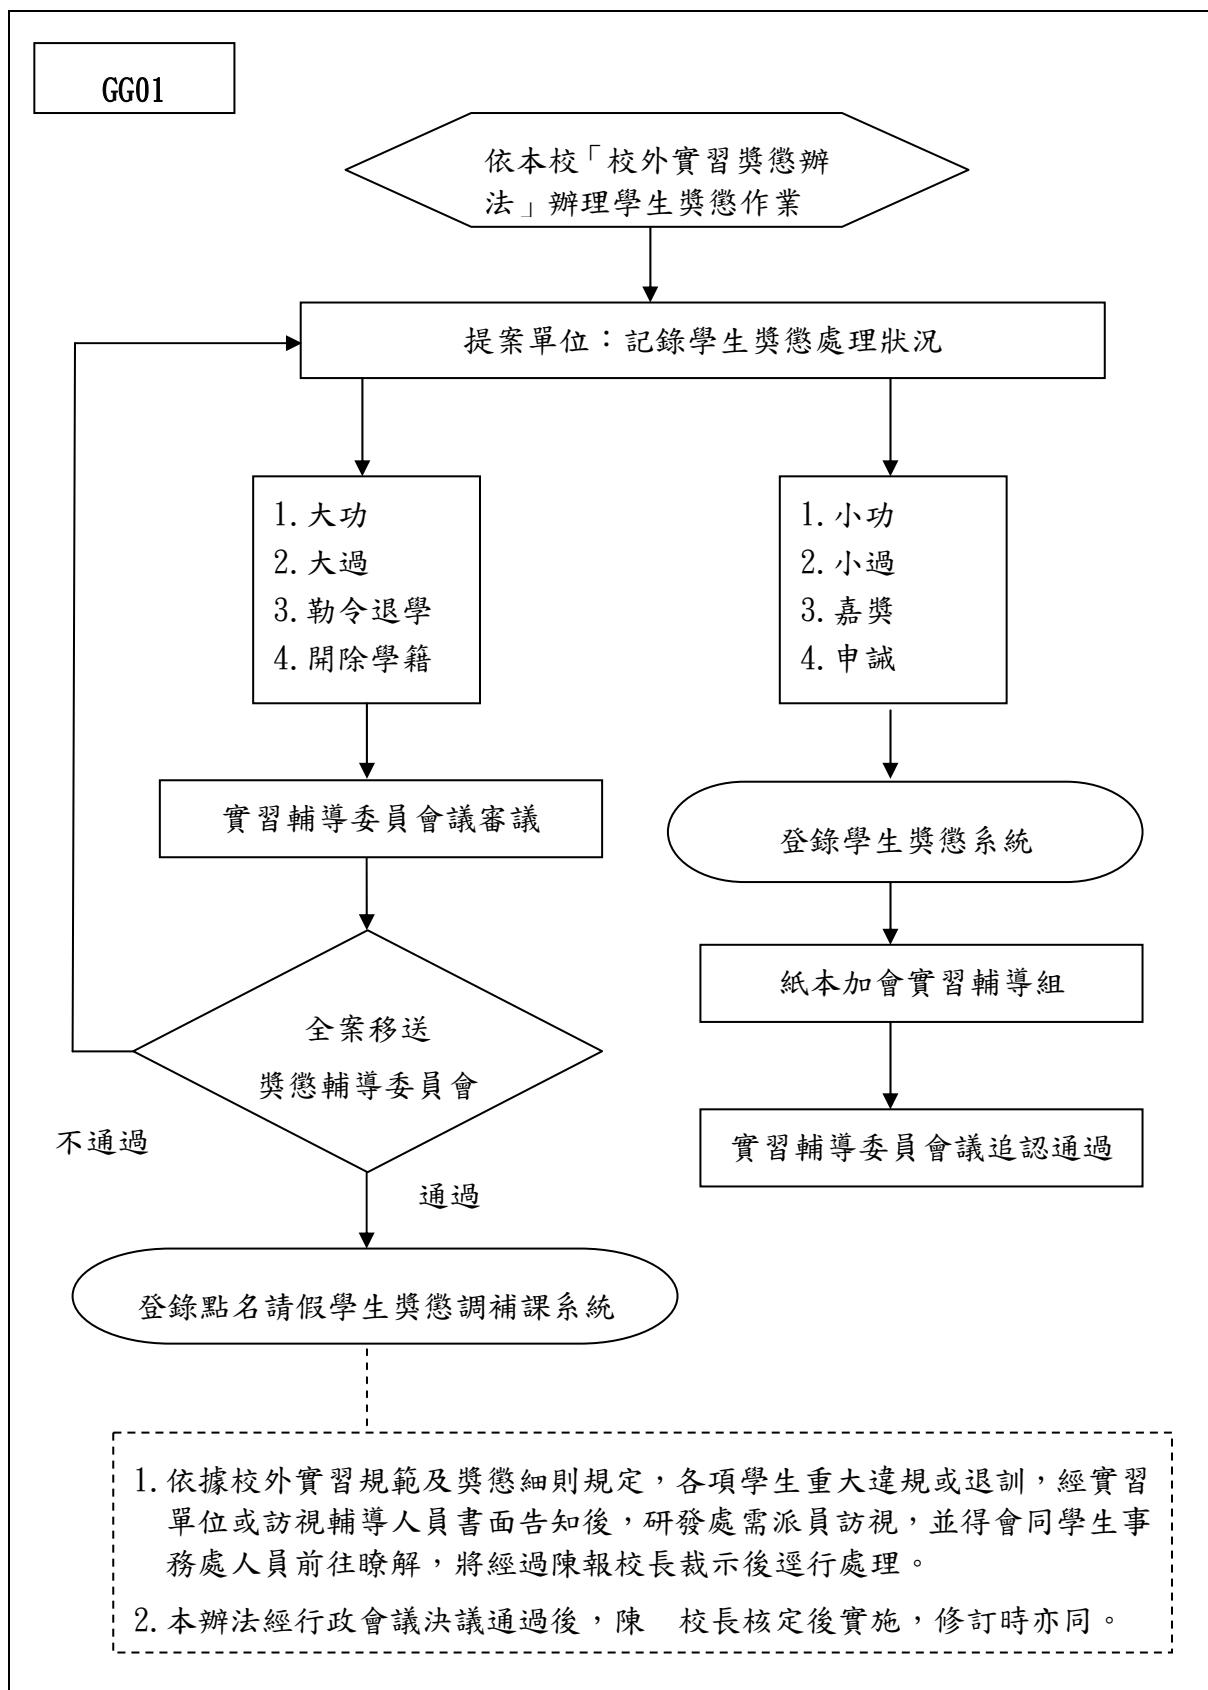 GG01
依本校「校外實習獎懲辦
法」辦理學生獎懲作業
提案單位：記錄學生獎懲處理狀況
1.大功
2.大過
3.勒令退學
4.開除學籍
1.小功
2.小過
3.嘉獎
4.申誡
實習輔導委員會議審議
登錄學生獎懲系統
紙本加會實習輔導組
全案移送
獎懲輔導委員會
不通過
實習輔導委員會議追認通過
通過
登錄點名請假學生獎懲調補課系統
1.依據校外實習規範及獎懲細則規定，各項學生重大違規或退訓，經實習
單位或訪視輔導人員書面告知後，研發處需派員訪視，並得會同學生事
務處人員前往瞭解，將經過陳報校長裁示後逕行處理。
2.本辦法經行政會議決議通過後，陳　校長核定後實施，修訂時亦同。